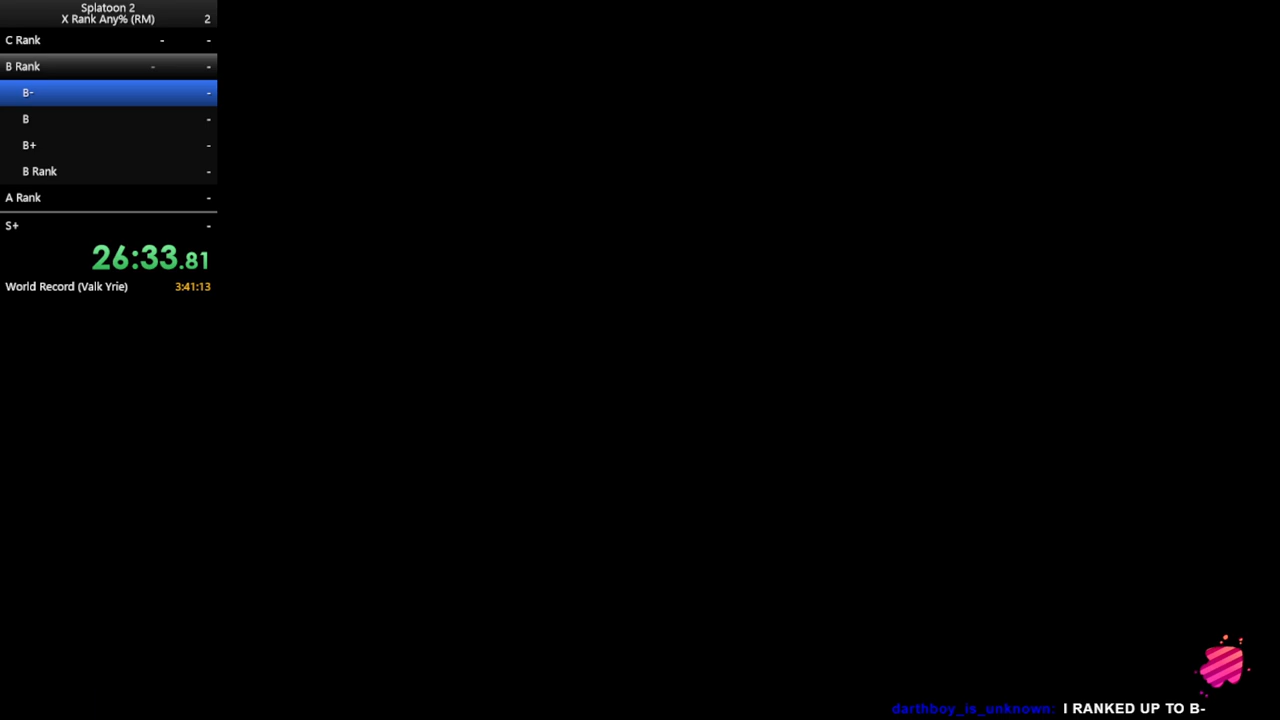 Splatoon 2
X Rank Any% (RM) 2
C Rank - -
B Rank - -
B- -
B -
B+ -
B Rank -
A Rank -
S+ -
26:33.81
World Record (Valk Yrie) 3:41:13
darthboy_is_unknown: I RANKED UP TO B-